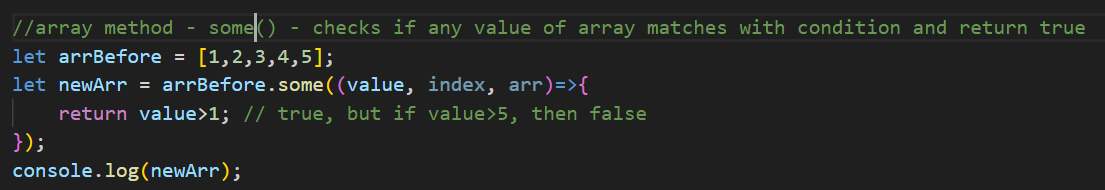 //array method - some() - checks if any value of array matches with condition and return true
let arrBefore = [1,2,3,4,5];
let newArr = arrBefore.some((value, index, arr)=>{
    return value>1; // true, but if value>5, then false
});
console.log(newArr);